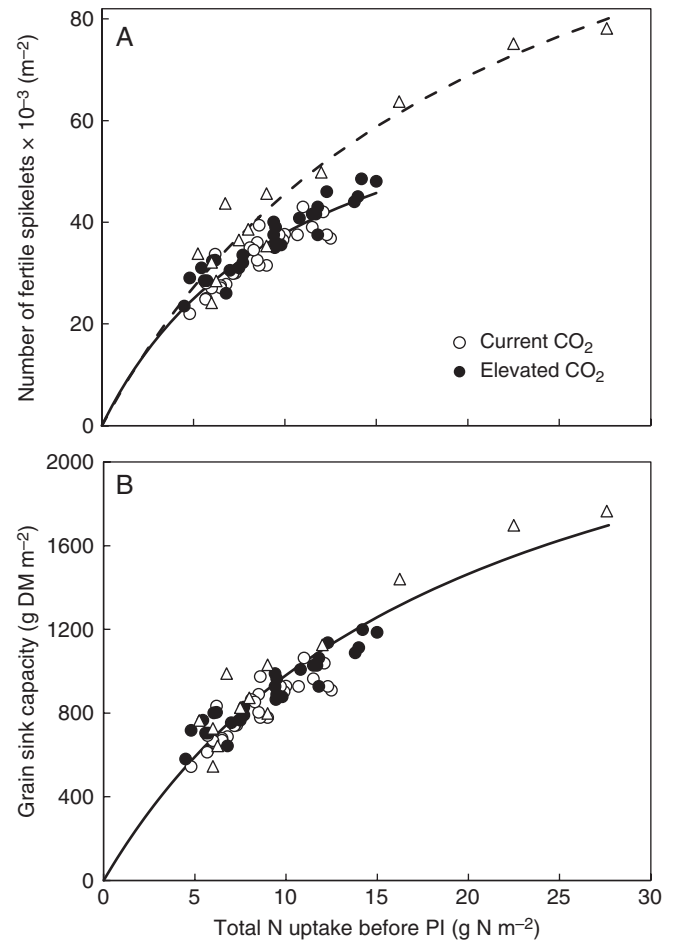 A
80
60
40
20
0
Number of fertile spikelets × 10⁻³ (m⁻²)
Current CO₂
Elevated CO₂
B
2000
1600
1200
800
400
0
Grain sink capacity (g DM m⁻²)
0 5 10 15 20 25 30
Total N uptake before PI (g N m⁻²)